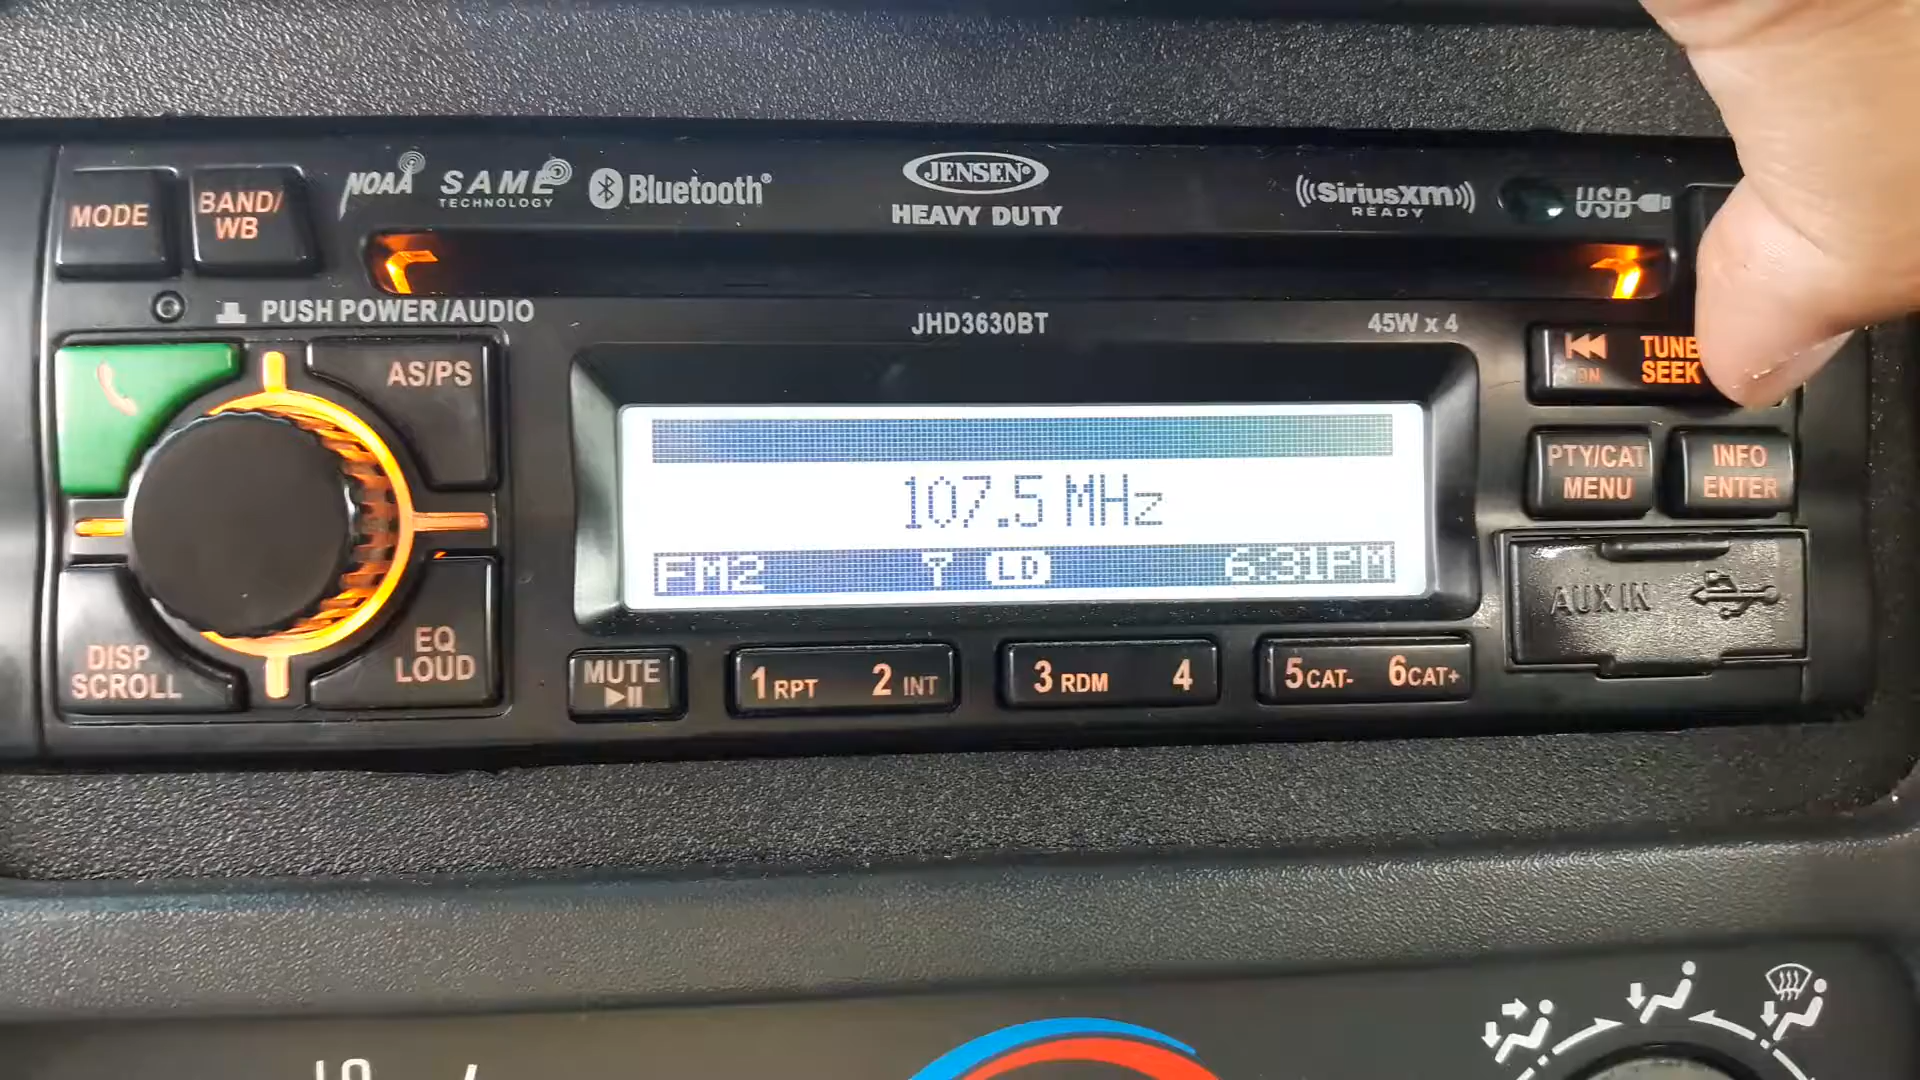 MODE
BAND/
WB
NOAA
SAME
TECHNOLOGY
Bluetooth®
JENSEN®
HEAVY DUTY
SiriusXM
READY
USB
PUSH POWER/AUDIO
JHD3630BT
45W x 4
AS/PS
TUNE
SEEK
DN
107.5 MHz
FM2
LD
6:31PM
PTY/CAT
MENU
INFO
ENTER
AUX IN
DISP
SCROLL
EQ
LOUD
MUTE
1 RPT
2 INT
3 RDM
4
5 CAT-
6 CAT+